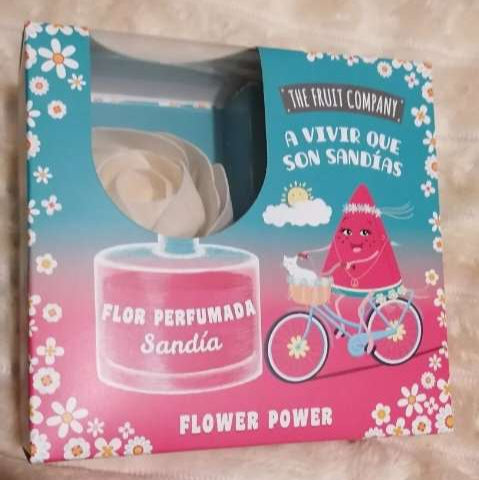 THE FRUIT COMPANY
A VIVIR QUE
SON SANDÍAS
FLOR PERFUMADA
Sandía
FLOWER POWER